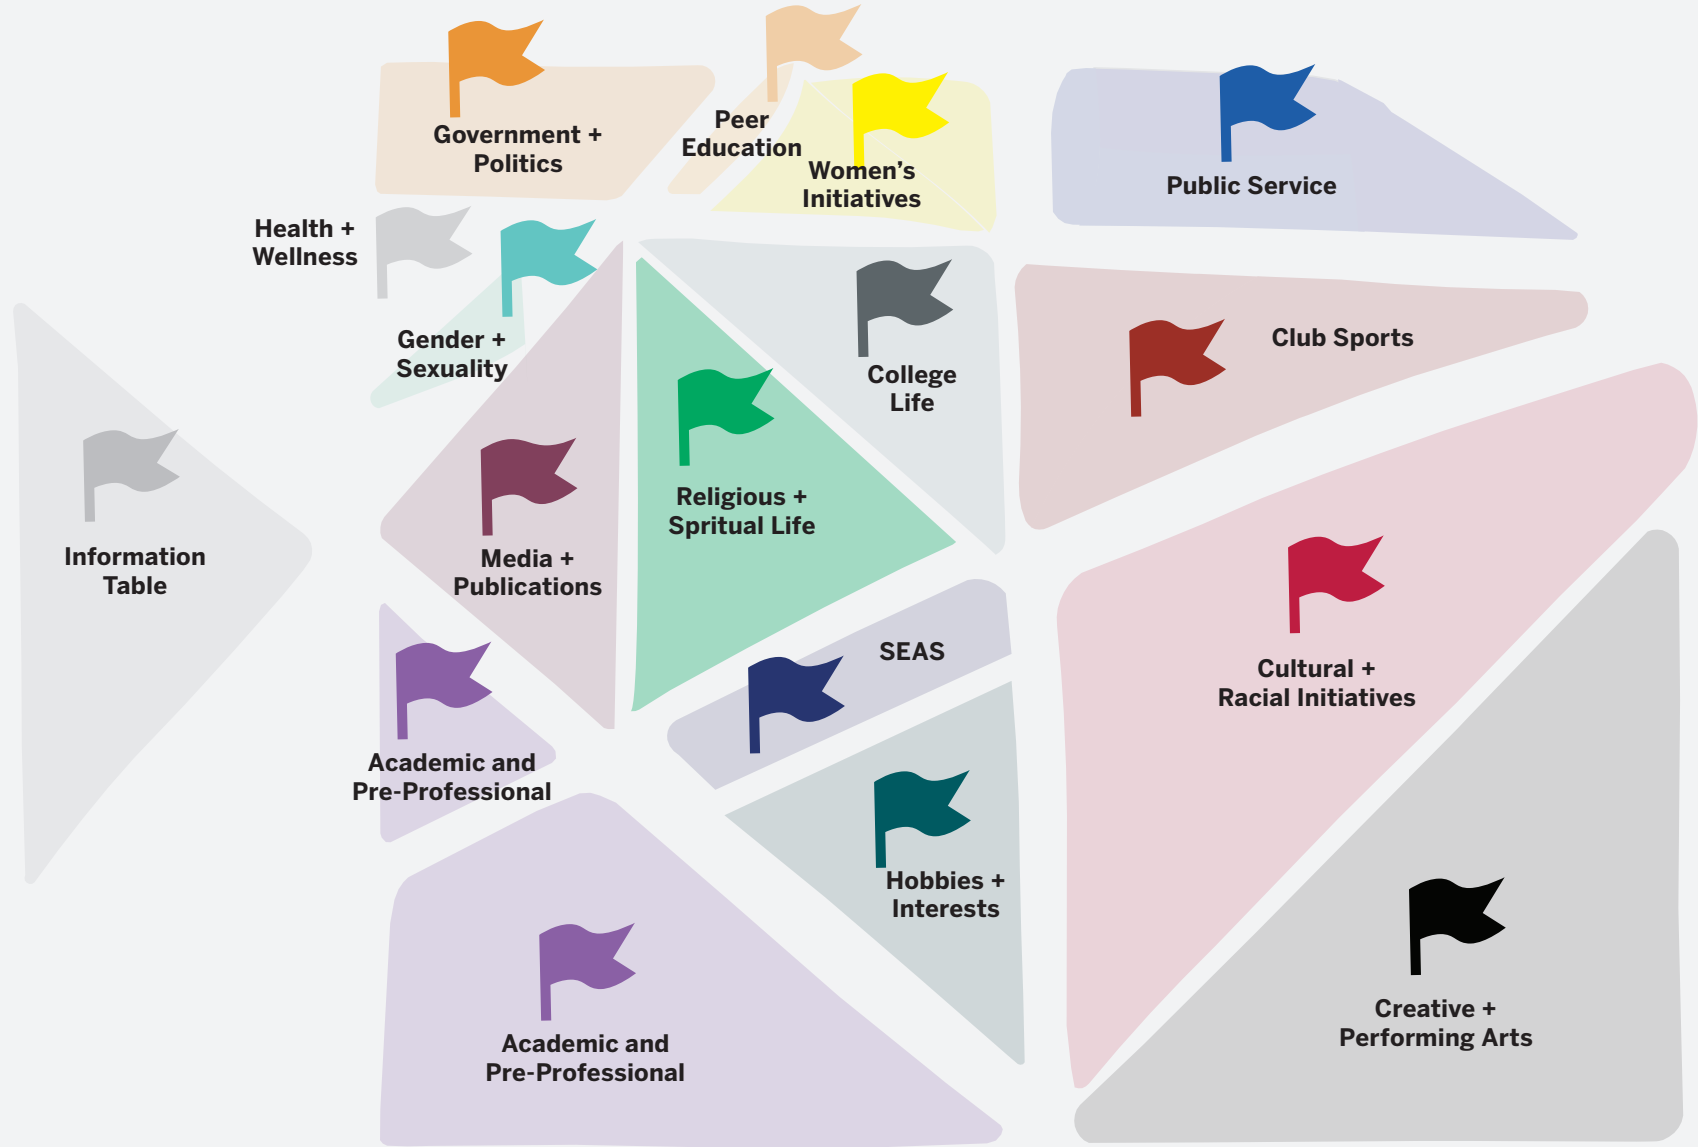 Government +
Politics
Peer
Education
Women’s
Initiatives
Public Service
Health +
Wellness
Gender +
Sexuality
College
Life
Club Sports
Information
Table
Media +
Publications
Religious +
Spritual Life
SEAS
Cultural +
Racial Initiatives
Academic and
Pre-Professional
Hobbies +
Interests
Academic and
Pre-Professional
Creative +
Performing Arts